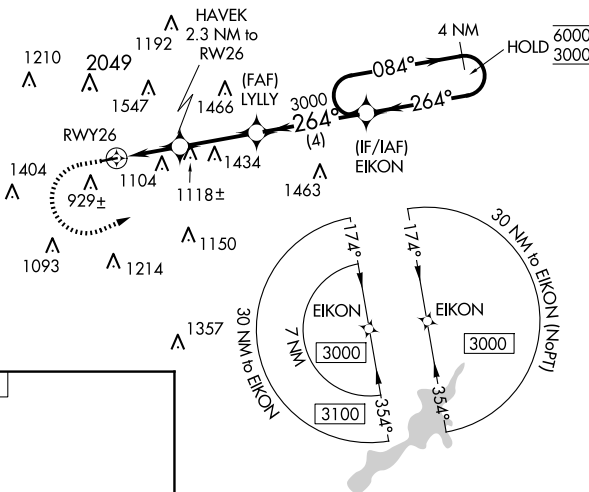 HAVEK
2.3 NM to
RW26
1192
1210
2049
1547
1466
(FAF)
LYLLY
4 NM
HOLD
6000
3000
084°
264°
3000
264°
(4)
(IF/IAF)
EIKON
RWY26
1434
1404
1104
1118±
1463
929±
1093
1150
1214
1357
174°
EIKON
30 NM to EIKON
7 NM
3000
3100
354°
174°
EIKON
30 NM to EIKON (NoPT)
3000
354°